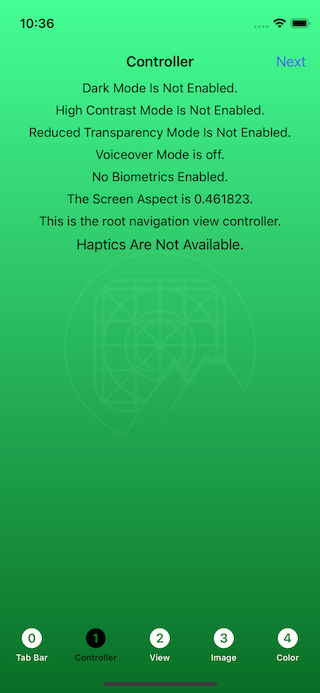 10:36
Controller
Next
Dark Mode Is Not Enabled.
High Contrast Mode Is Not Enabled.
Reduced Transparency Mode Is Not Enabled.
Voiceover Mode is off.
No Biometrics Enabled.
The Screen Aspect is 0.461823.
This is the root navigation view controller.
Haptics Are Not Available.
0 1 2 3 4
Tab Bar Controller View Image Color